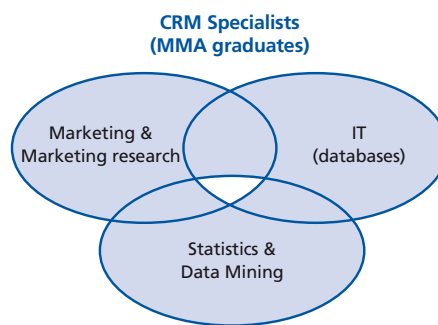 CRM Specialists
(MMA graduates)
Marketing &
Marketing research
IT
(databases)
Statistics &
Data Mining